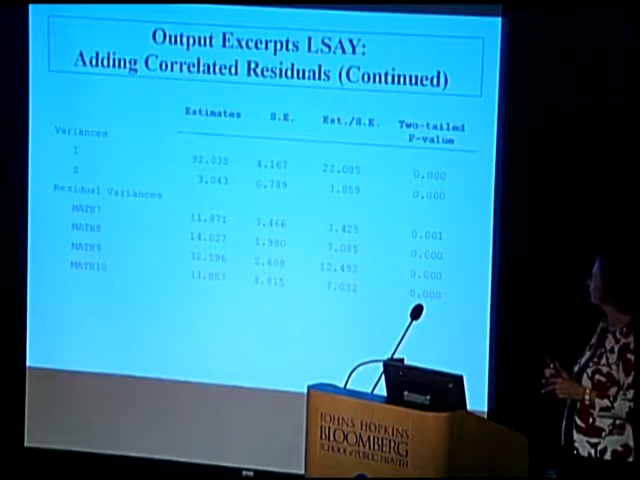 Output Excerpts LSAY:
Adding Correlated Residuals (Continued)
Estimates S.E. Est./S.E. Two-tailed
P-value
Variances
I 92.038 4.167 22.085 0.000
S 3.043 0.789 3.858 0.000
Residual Variances
MATH7 11.871 3.466 3.425 0.001
MATH8 14.027 1.980 7.085 0.000
MATH9 32.596 2.609 12.492 0.000
MATH10 7.032 0.000
JOHNS HOPKINS
BLOOMBERG
SCHOOL of PUBLIC HEALTH